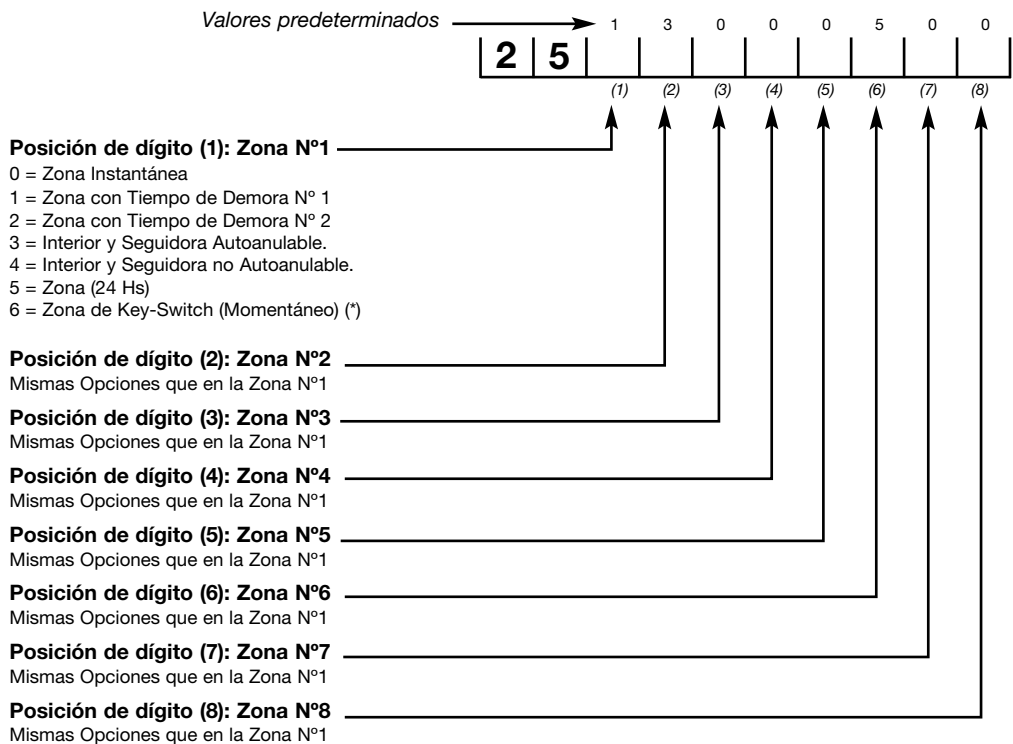 Valores predeterminados 1 3 0 0 0 5 0 0
2 5
(1) (2) (3) (4) (5) (6) (7) (8)
Posición de dígito (1): Zona Nº1
0 = Zona Instantánea
1 = Zona con Tiempo de Demora Nº 1
2 = Zona con Tiempo de Demora Nº 2
3 = Interior y Seguidora Autoanulable.
4 = Interior y Seguidora no Autoanulable.
5 = Zona (24 Hs)
6 = Zona de Key-Switch (Momentáneo) (*)
Posición de dígito (2): Zona Nº2
Mismas Opciones que en la Zona Nº1
Posición de dígito (3): Zona Nº3
Mismas Opciones que en la Zona Nº1
Posición de dígito (4): Zona Nº4
Mismas Opciones que en la Zona Nº1
Posición de dígito (5): Zona Nº5
Mismas Opciones que en la Zona Nº1
Posición de dígito (6): Zona Nº6
Mismas Opciones que en la Zona Nº1
Posición de dígito (7): Zona Nº7
Mismas Opciones que en la Zona Nº1
Posición de dígito (8): Zona Nº8
Mismas Opciones que en la Zona Nº1